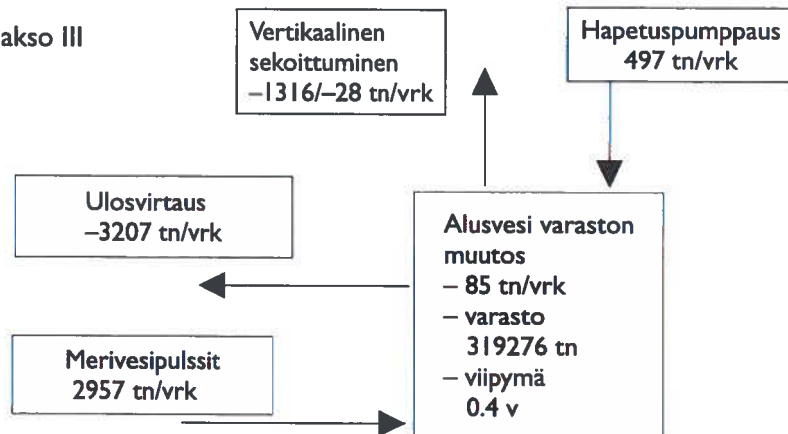 akso III
Vertikaalinen
sekoittuminen
–1316/–28 tn/vrk
Hapetuspumppaus
497 tn/vrk
Ulosvirtaus
–3207 tn/vrk
Alusvesi varaston
muutos
– 85 tn/vrk
– varasto
319276 tn
– viipymä
0.4 v
Merivesipulssit
2957 tn/vrk